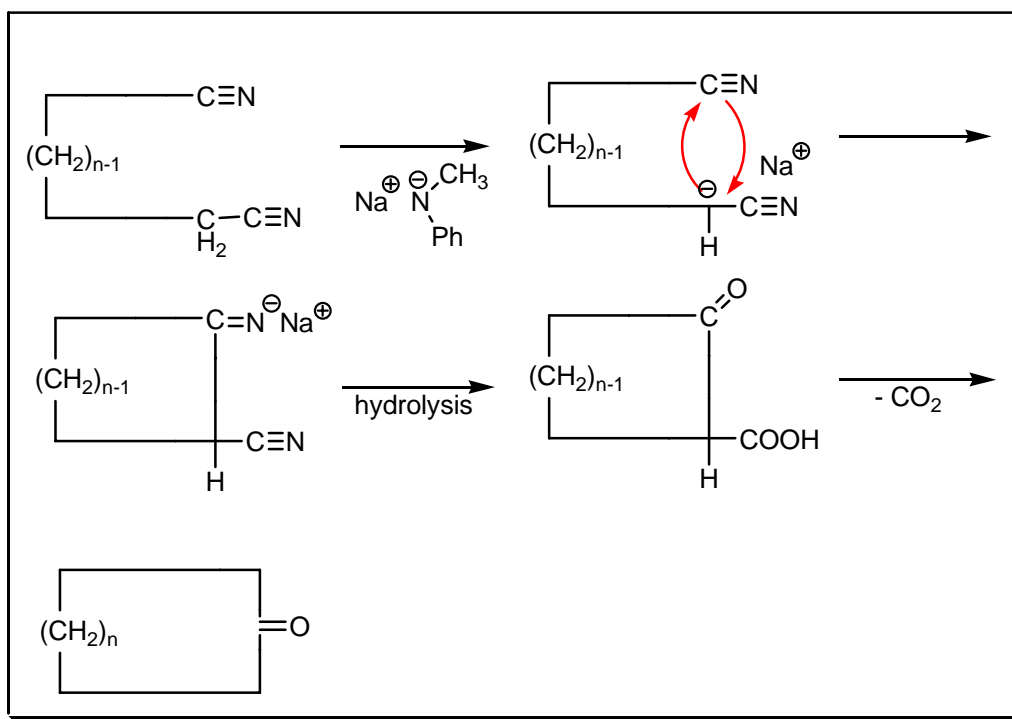 C≡N
(CH2)n-1
C
H2
C≡N
Na⊕
⊖
N
CH3
Ph
C≡N
(CH2)n-1
Na⊕
⊖
C≡N
H
C=N⊖Na⊕
(CH2)n-1
C≡N
H
hydrolysis
O
C
(CH2)n-1
COOH
H
- CO2
(CH2)n
=O